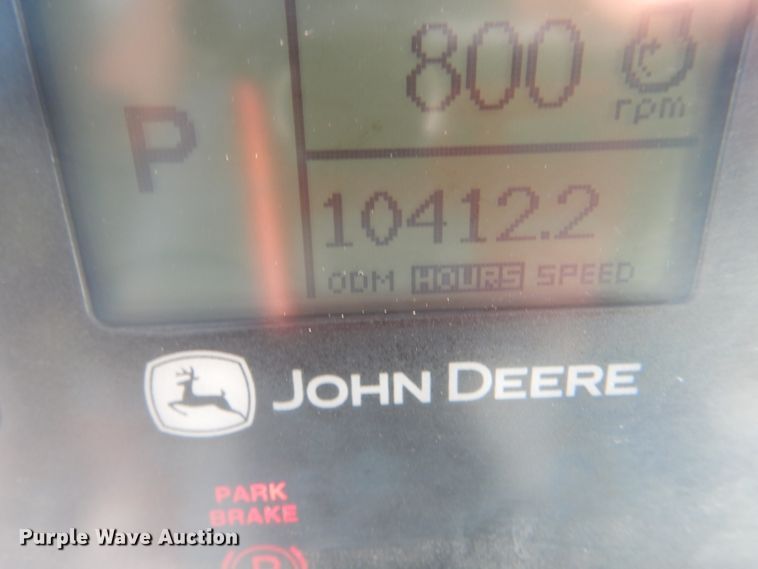 800
rpm
P
10412.2
ODM HOURS SPEED
JOHN DEERE
PARK
BRAKE
P
Purple Wave Auction